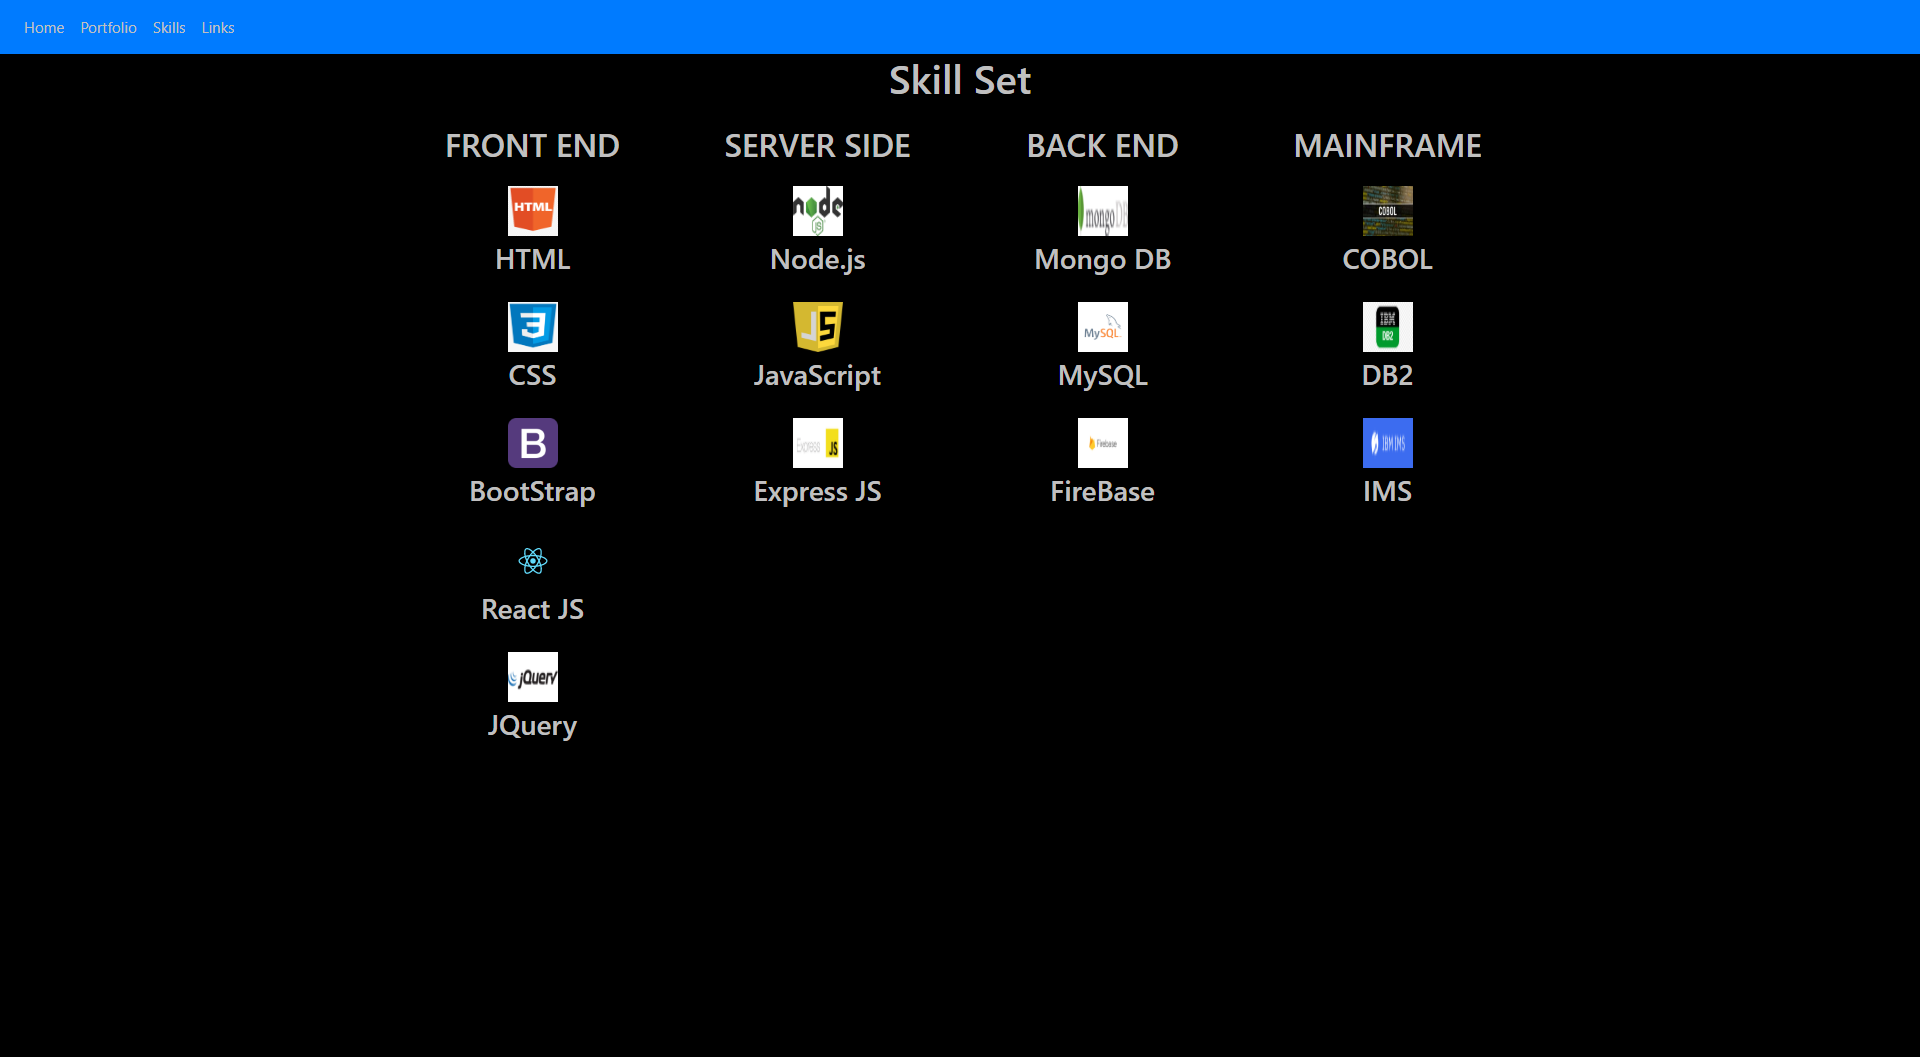 Home Portfolio Skills Links
Skill Set
FRONT END SERVER SIDE BACK END MAINFRAME
HTML node JS mongoDB COBOL
HTML Node.js Mongo DB COBOL
3 JS MySQL IBM DB2
CSS JavaScript MySQL DB2
B Express JS Firebase IBM IMS
BootStrap Express JS FireBase IMS
React JS
jQuery
JQuery